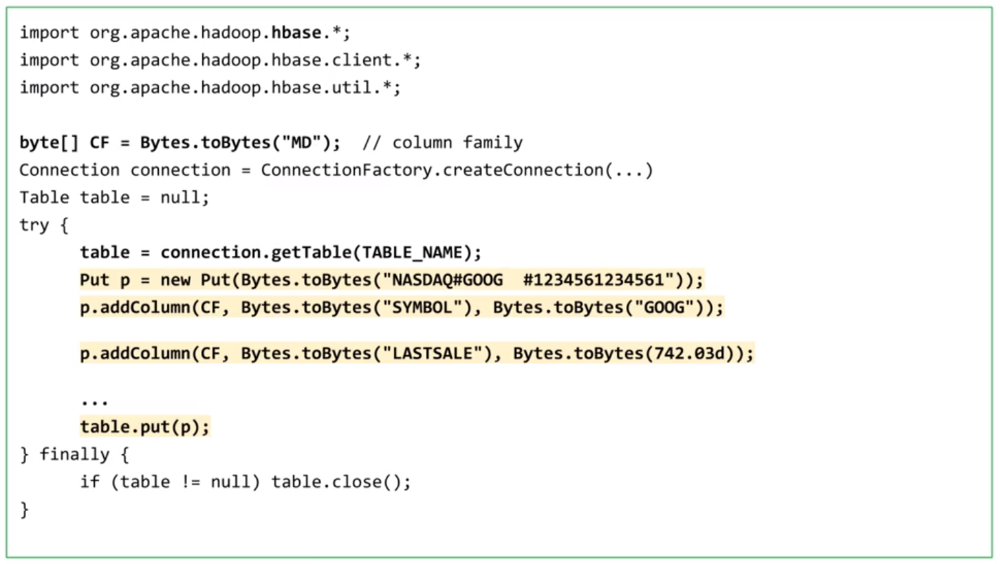 import org.apache.hadoop.hbase.*;
import org.apache.hadoop.hbase.client.*;
import org.apache.hadoop.hbase.util.*;
byte[] CF = Bytes.toBytes("MD");  // column family
Connection connection = ConnectionFactory.createConnection(...)
Table table = null;
try {
      table = connection.getTable(TABLE_NAME);
      Put p = new Put(Bytes.toBytes("NASDAQ#GOOG  #1234561234561"));
      p.addColumn(CF, Bytes.toBytes("SYMBOL"), Bytes.toBytes("GOOG"));
      p.addColumn(CF, Bytes.toBytes("LASTSALE"), Bytes.toBytes(742.03d));
      ...
      table.put(p);
} finally {
      if (table != null) table.close();
}